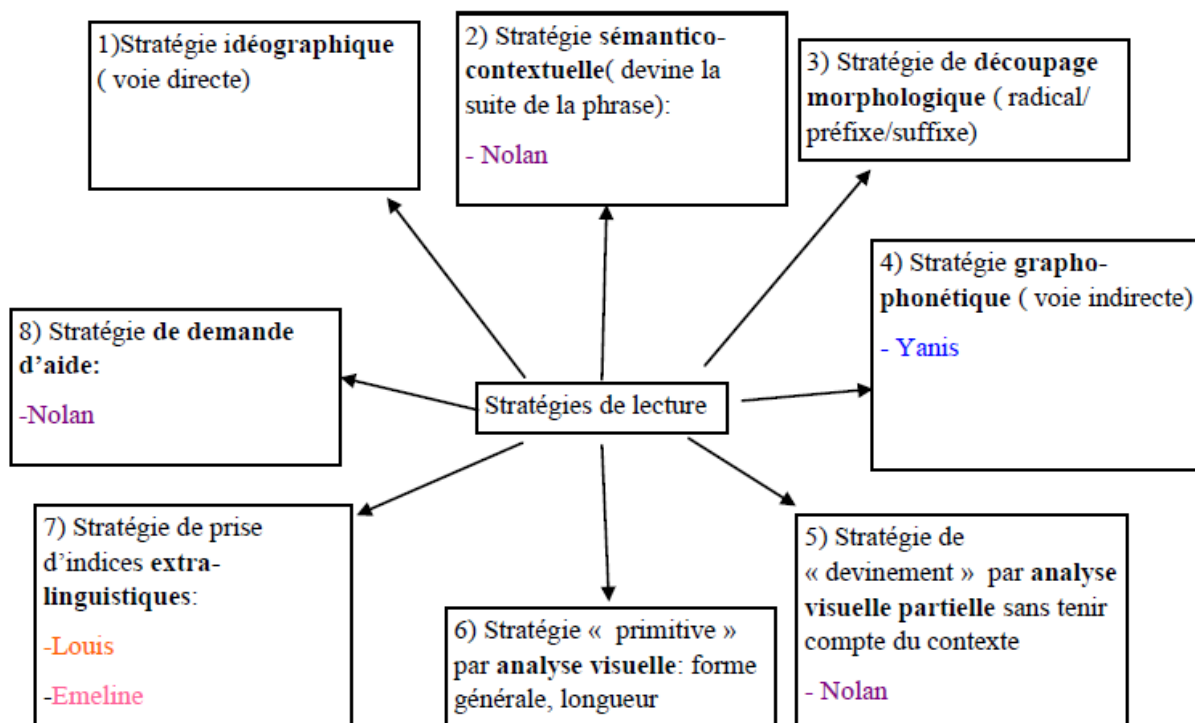 1)Stratégie idéographique
( voie directe)
2) Stratégie sémantico-
contextuelle( devine la
suite de la phrase):
- Nolan
3) Stratégie de découpage
morphologique ( radical/
préfixe/suffixe)
4) Stratégie grapho-
phonétique ( voie indirecte)
- Yanis
8) Stratégie de demande
d’aide:
-Nolan
Stratégies de lecture
7) Stratégie de prise
d’indices extra-
linguistiques:
-Louis
-Emeline
6) Stratégie « primitive »
par analyse visuelle: forme
générale, longueur
5) Stratégie de
« devinement » par analyse
visuelle partielle sans tenir
compte du contexte
- Nolan